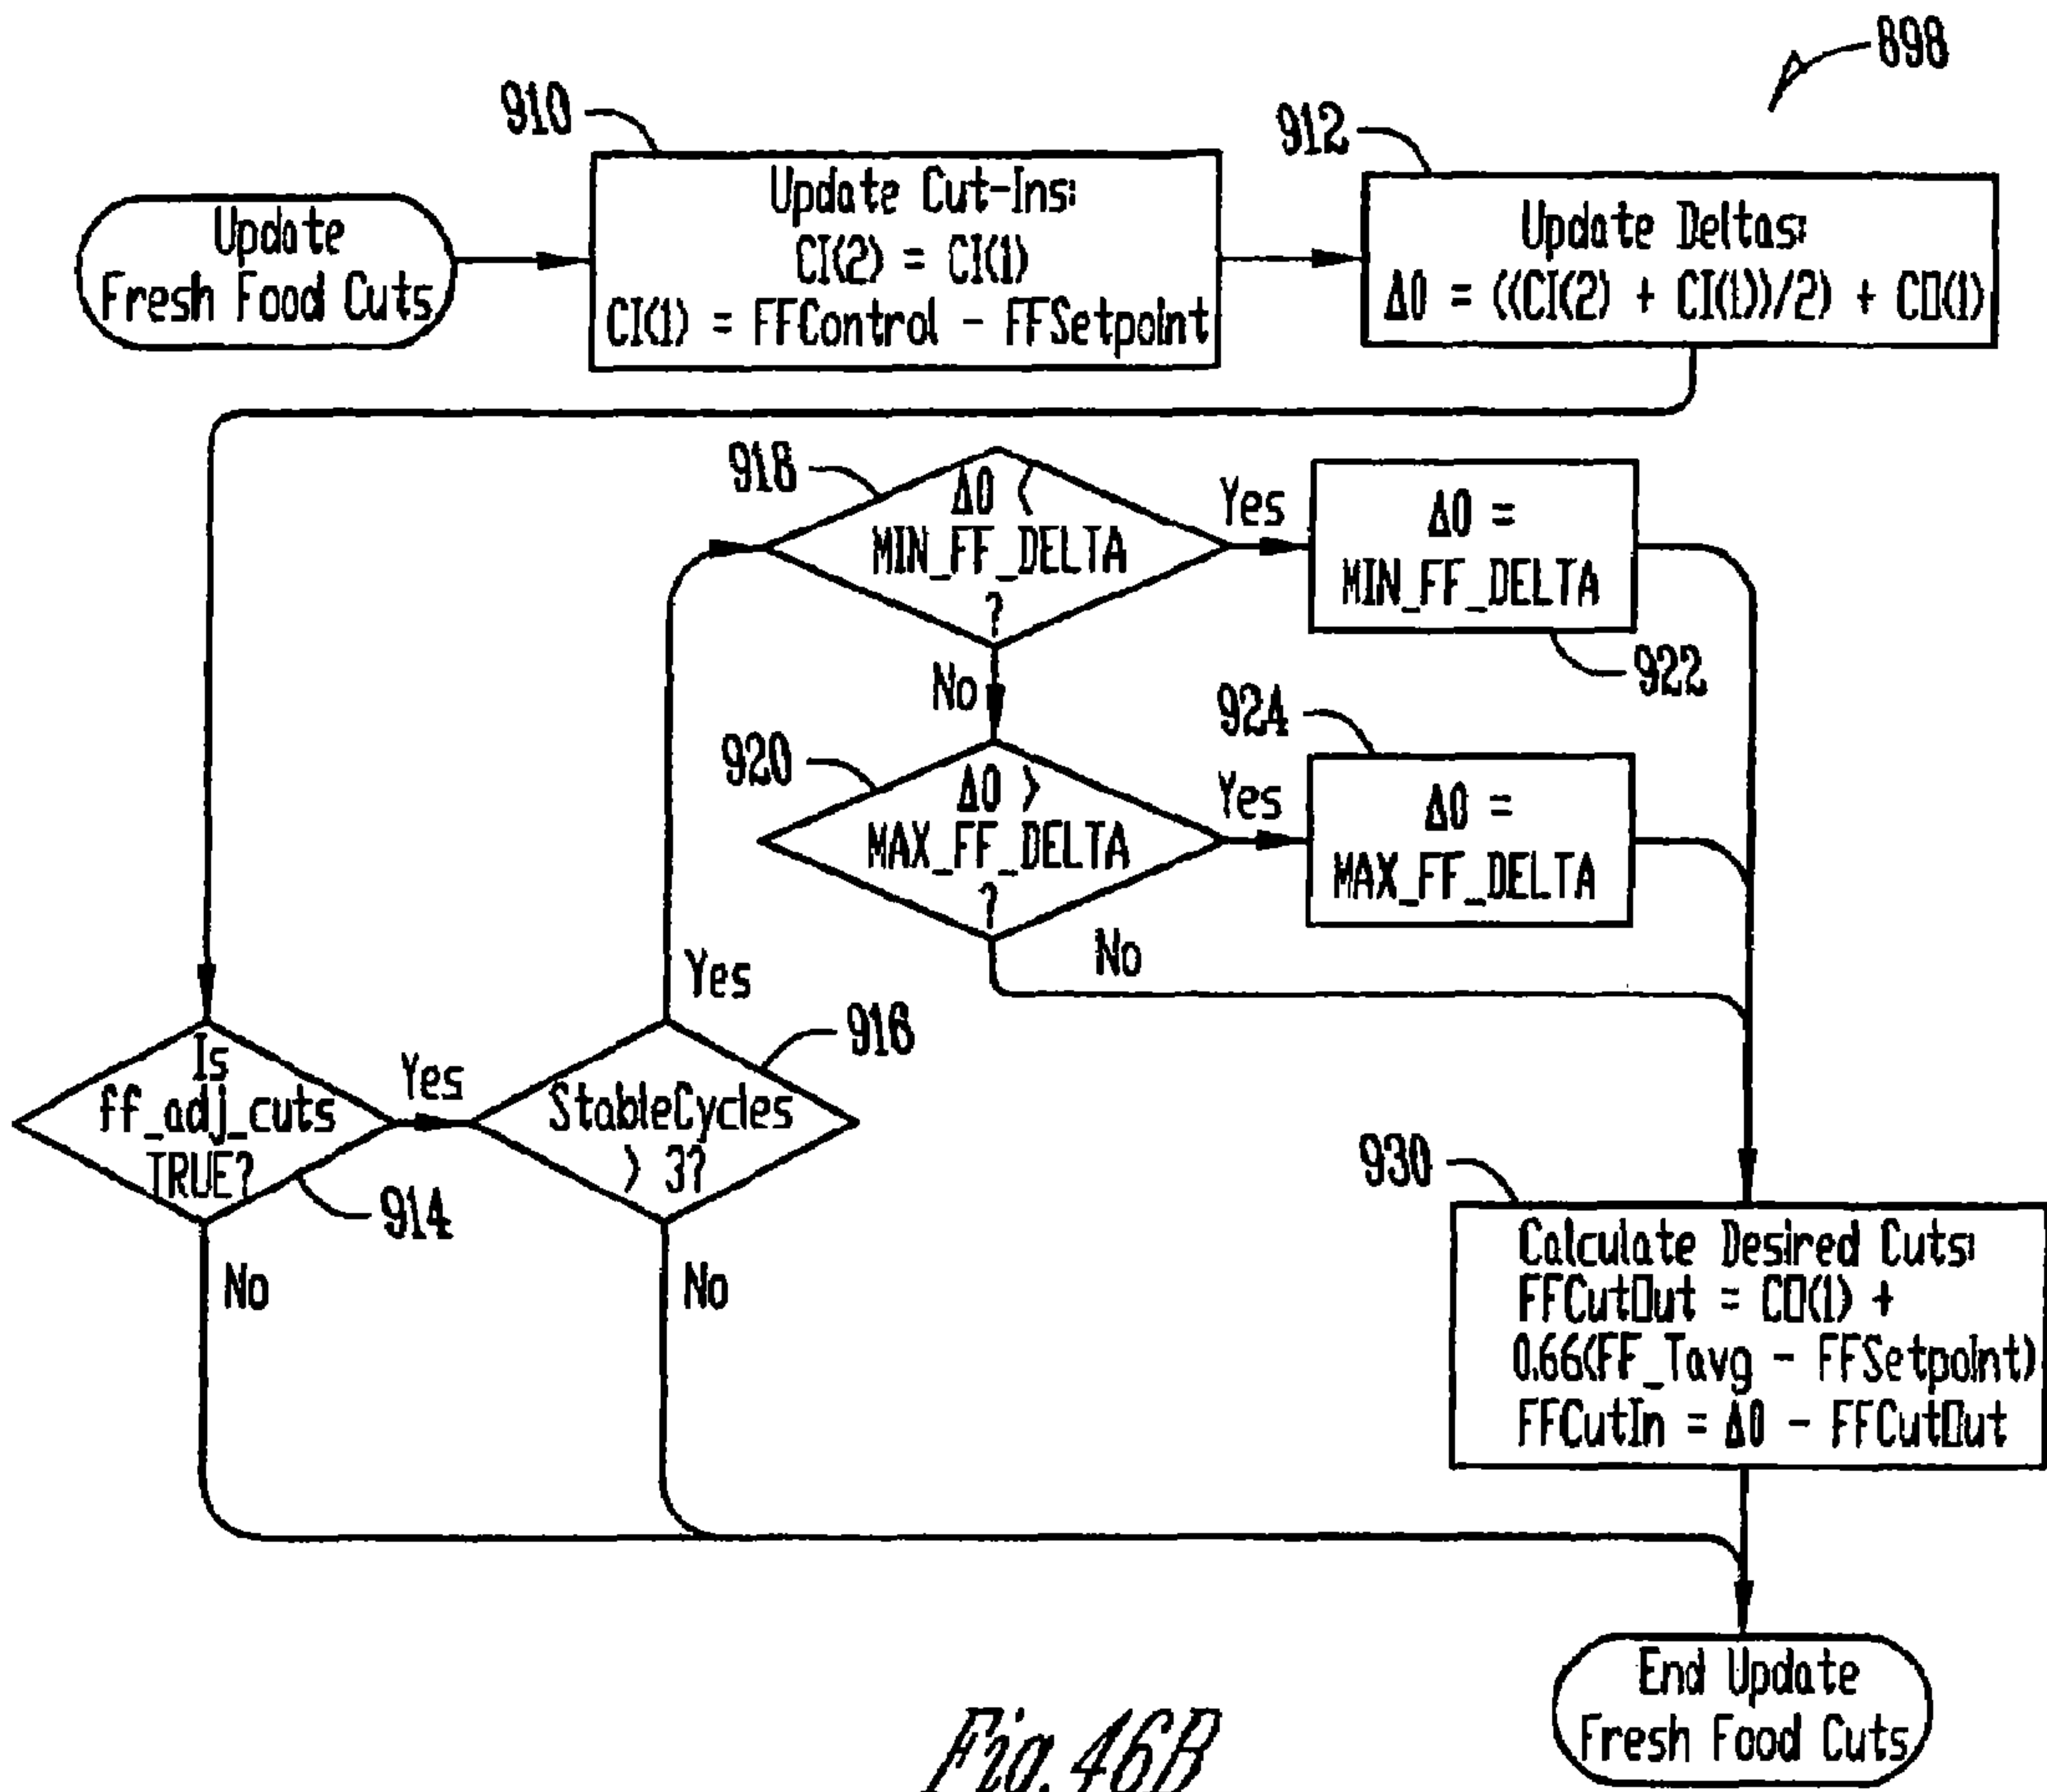 898
910
912
Update
Fresh Food Cuts
Update Cut-Ins:
CI(2) = CI(1)
CI(1) = FFControl - FFSetpoint
Update Deltas:
Δ0 = ((CI(2) + CI(1))/2) + CO(1)
918
Δ0 <
MIN_FF_DELTA
?
Yes
Δ0 =
MIN_FF_DELTA
922
No
920
Δ0 >
MAX_FF_DELTA
?
Yes
924
Δ0 =
MAX_FF_DELTA
No
Is
ff_adj_cuts
TRUE?
914
Yes
No
StableCycles
> 3?
916
Yes
No
930
Calculate Desired Cuts:
FFCutOut = CO(1) +
0.66(FF_Tavg - FFSetpoint)
FFCutIn = Δ0 - FFCutOut
End Update
Fresh Food Cuts
Fig. 46B